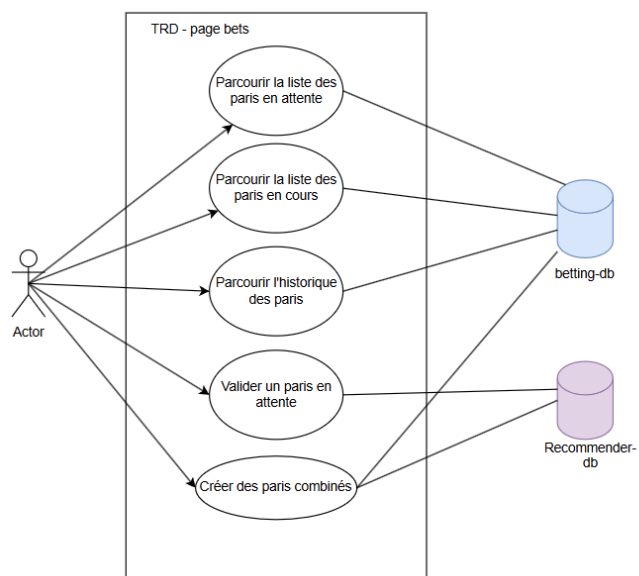 TRD - page bets
Parcourir la liste des
paris en attente
Parcourir la liste des
paris en cours
betting-db
Parcourir l'historique
des paris
Actor
Valider un paris en
attente
Recommender-
db
Créer des paris combinés